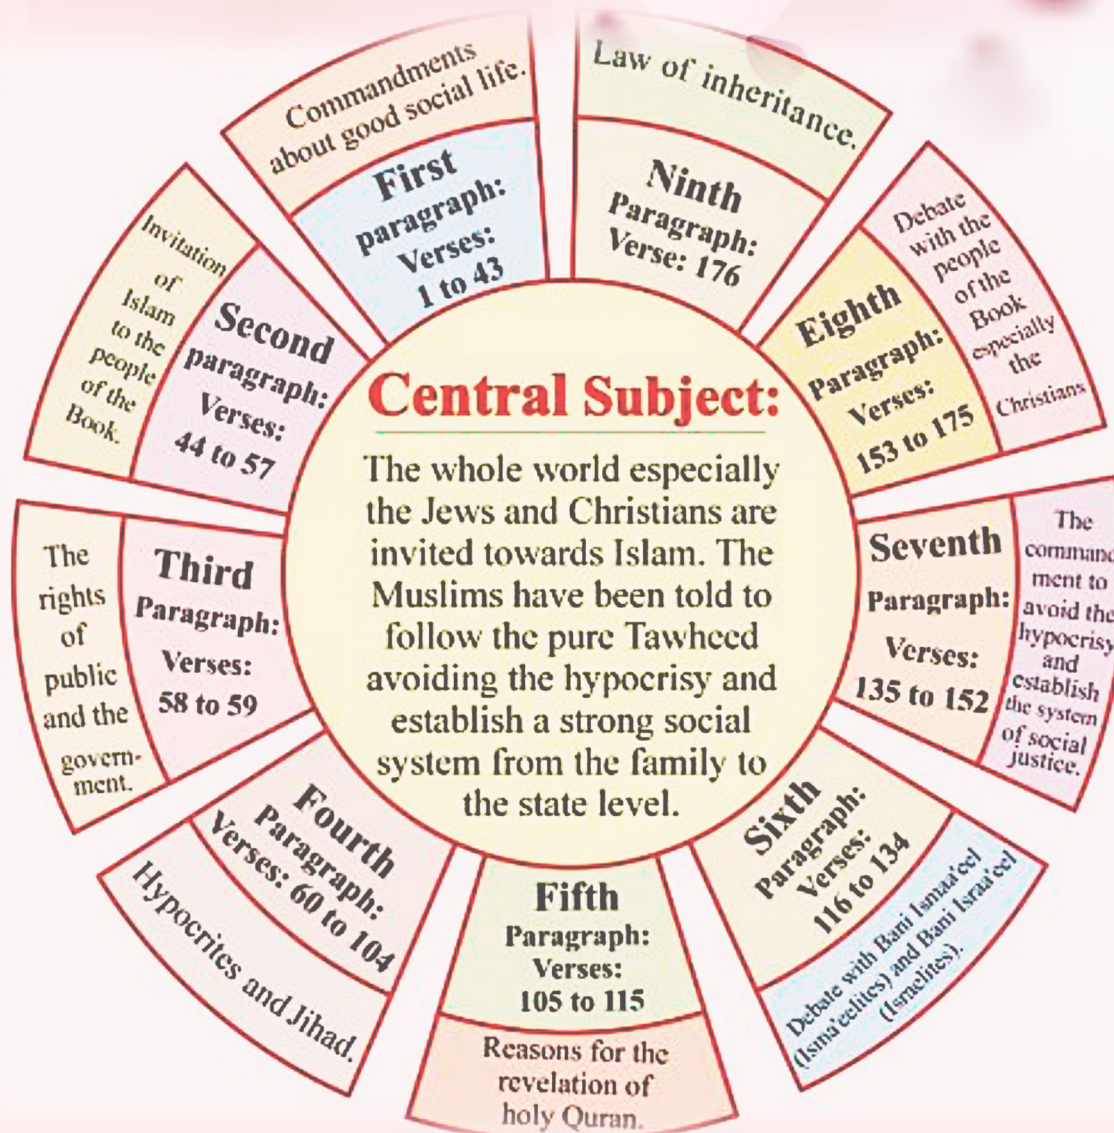 Central Subject:
The whole world especially
the Jews and Christians are
invited towards Islam. The
Muslims have been told to
follow the pure Tawheed
avoiding the hypocrisy and
establish a strong social
system from the family to
the state level.
Commandments
about good social life.
First
paragraph:
Verses:
1 to 43
Invitation
of
Islam
to the
people
of the
Book.
Second
paragraph:
Verses:
44 to 57
The
rights
of
public
and the
govern-
ment.
Third
Paragraph:
Verses:
58 to 59
Fourth
Paragraph:
Verses: 60 to 104
Hypocrites and Jihad.
Fifth
Paragraph:
Verses:
105 to 115
Reasons for the
revelation of
holy Quran.
Sixth
Paragraph:
Verses:
116 to 134
Debate with Bani Ismaa'eel
(Isma'eelites) and Bani Israa'eel
(Israelites).
Seventh
Paragraph:
Verses:
135 to 152
The
command-
ment to
avoid the
hypocrisy
and
establish
the system
of social
justice.
Eighth
Paragraph:
Verses:
153 to 175
Debate
with the
people
of the
Book
especially
the
Christians
Law of inheritance.
Ninth
Paragraph:
Verse: 176